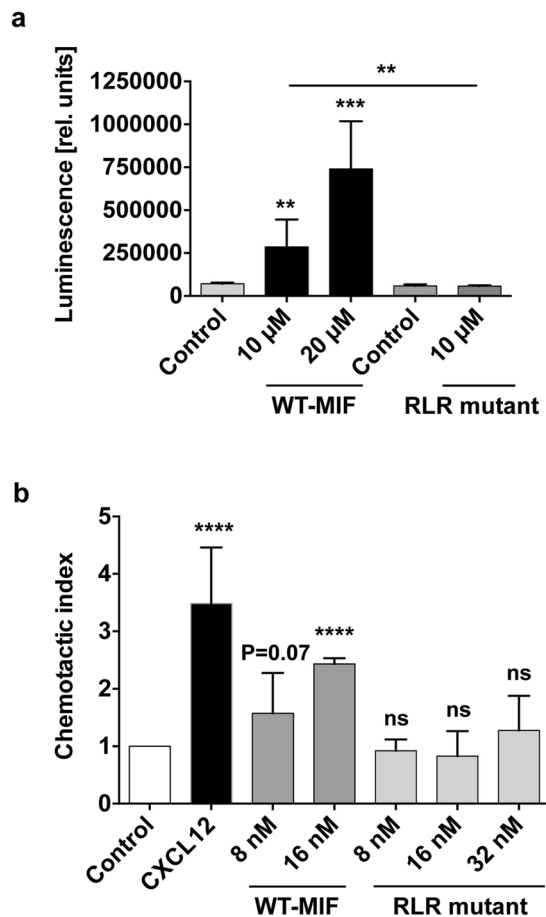 a
Luminescence [rel. units]
1250000
1000000
750000
500000
250000
0
**
***
**
Control
10 µM
20 µM
Control
10 µM
WT-MIF
RLR mutant
b
Chemotactic index
5
4
3
2
1
0
****
P=0.07
****
ns
ns
ns
Control
CXCL12
8 nM
16 nM
8 nM
16 nM
32 nM
WT-MIF
RLR mutant